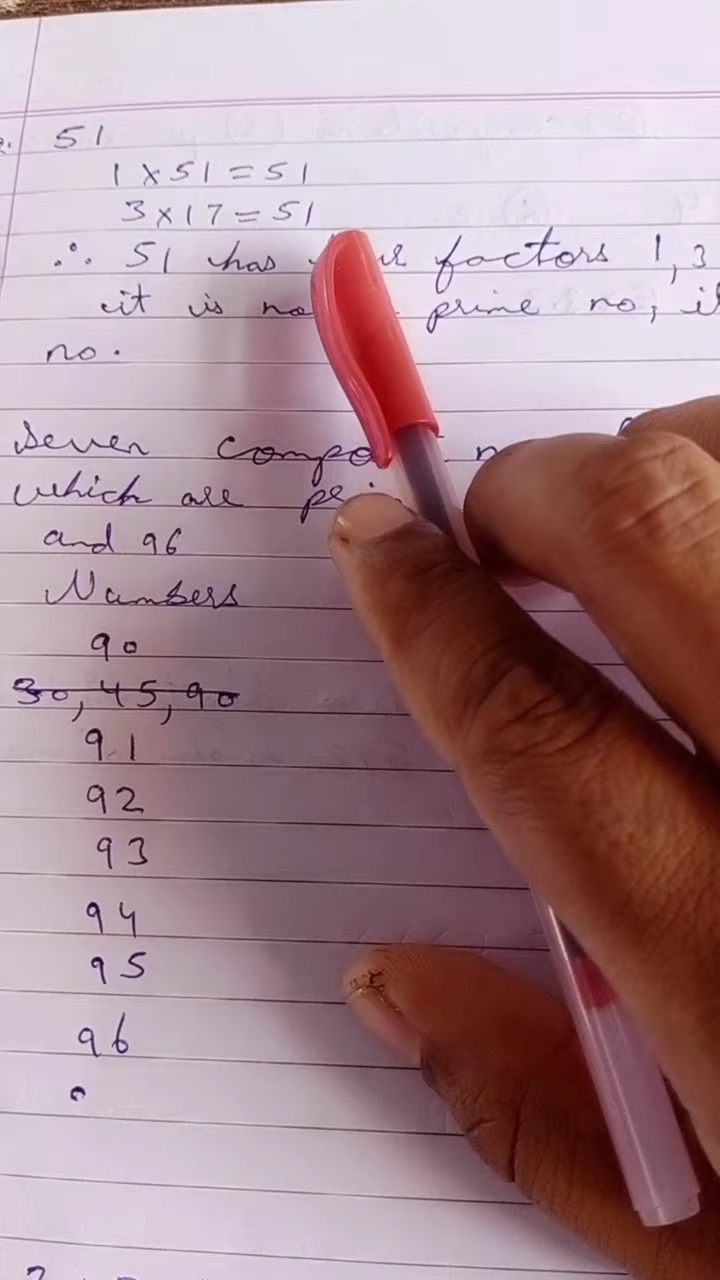 51
1 × 51 = 51
3 × 17 = 51
∴ 51 has factors 1, 3
it is prime no, i
no.
Seven
which are
and 96
Numbers
90
30, 45, 90
91
92
93
94
95
96